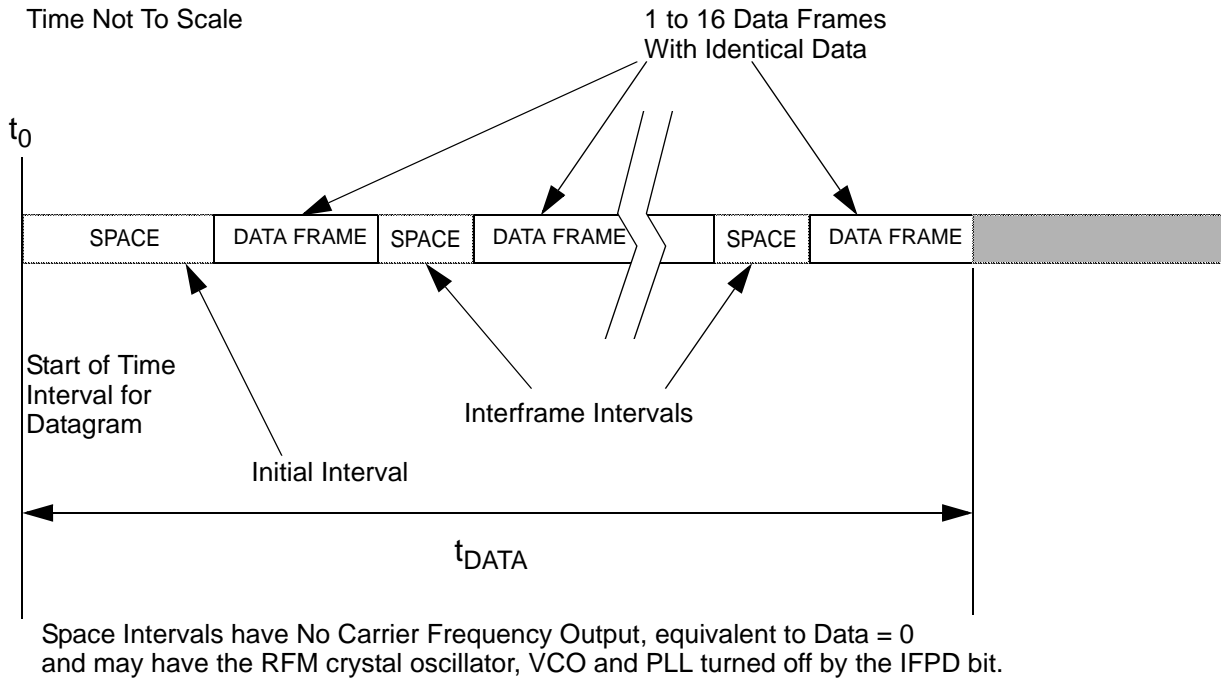 Time Not To Scale
1 to 16 Data Frames
With Identical Data
t0
SPACE
DATA FRAME
SPACE
DATA FRAME
SPACE
DATA FRAME
Start of Time
Interval for
Datagram
Interframe Intervals
Initial Interval
tDATA
Space Intervals have No Carrier Frequency Output, equivalent to Data = 0
and may have the RFM crystal oscillator, VCO and PLL turned off by the IFPD bit.